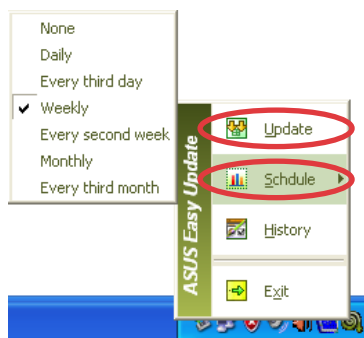 None
Daily
Every third day
Weekly
Every second week
Monthly
Every third month
ASUS Easy Update
Update
Schdule
History
Exit